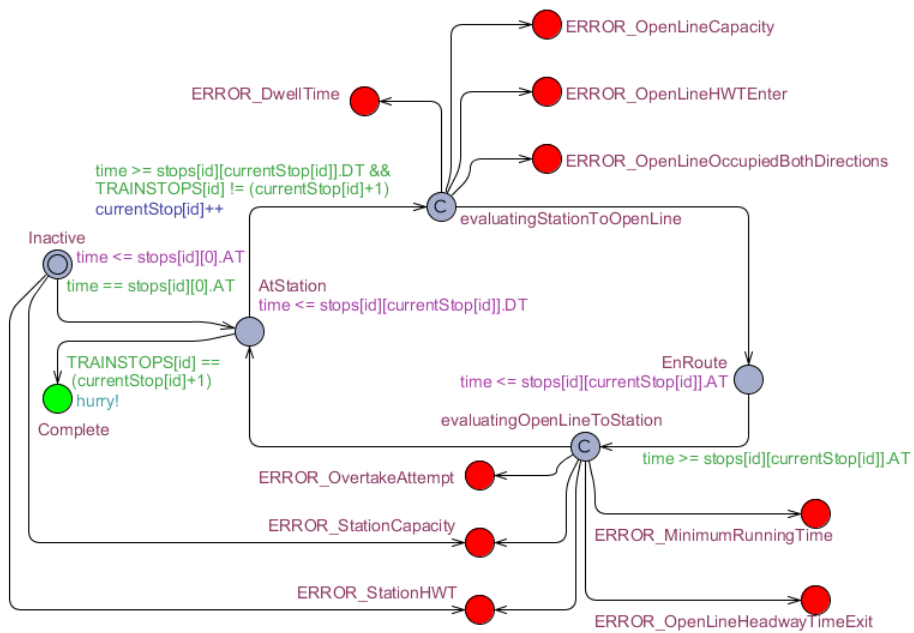 ERROR_OpenLineCapacity
ERROR_DwellTime
ERROR_OpenLineHWTEnter
ERROR_OpenLineOccupiedBothDirections
time >= stops[id][currentStop[id]].DT &&
TRAINSTOPS[id] != (currentStop[id]+1)
currentStop[id]++
C
evaluatingStationToOpenLine
Inactive
time <= stops[id][0].AT
time == stops[id][0].AT
AtStation
time <= stops[id][currentStop[id]].DT
TRAINSTOPS[id] ==
(currentStop[id]+1)
hurry!
Complete
EnRoute
time <= stops[id][currentStop[id]].AT
evaluatingOpenLineToStation
C
time >= stops[id][currentStop[id]].AT
ERROR_OvertakeAttempt
ERROR_StationCapacity
ERROR_MinimumRunningTime
ERROR_StationHWT
ERROR_OpenLineHeadwayTimeExit